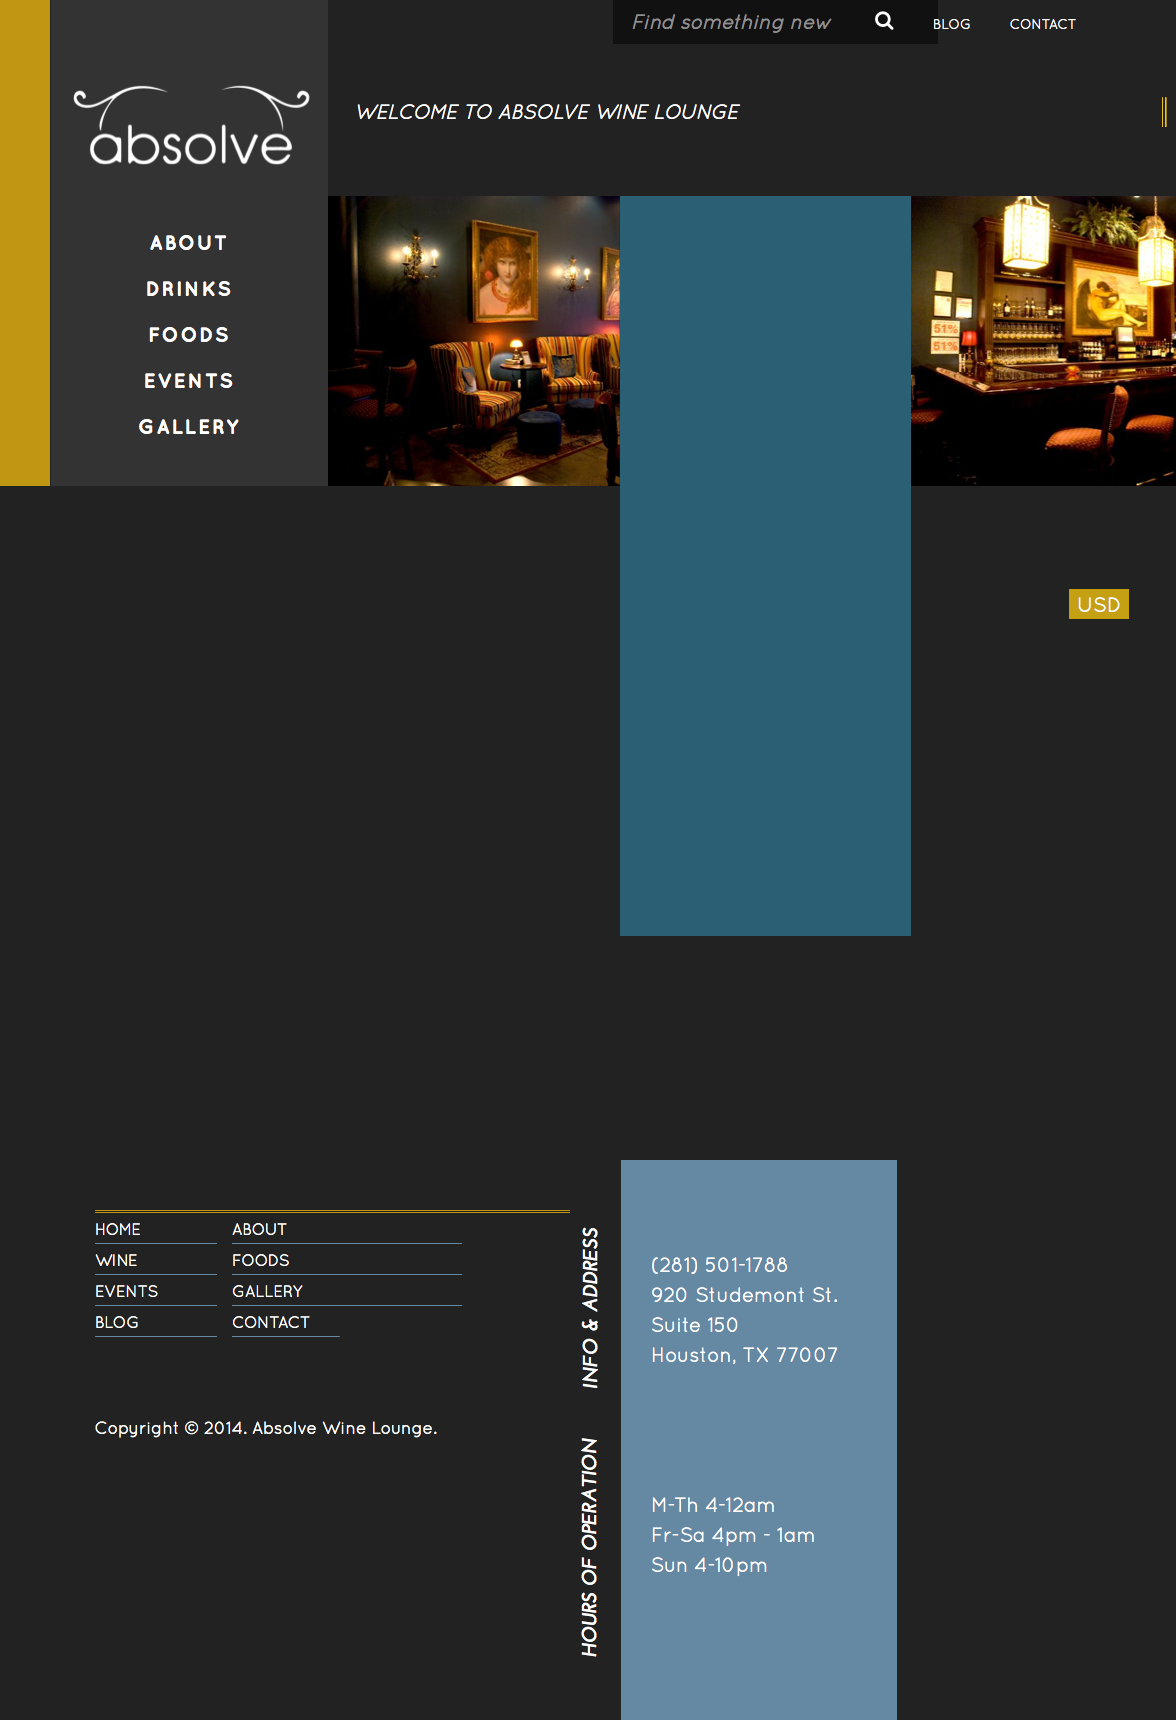 Find something new
BLOG
CONTACT
absolve
WELCOME TO ABSOLVE WINE LOUNGE
ABOUT
DRINKS
FOODS
EVENTS
GALLERY
51%
51%
USD
HOME
ABOUT
WINE
FOODS
EVENTS
GALLERY
BLOG
CONTACT
Copyright © 2014. Absolve Wine Lounge.
INFO & ADDRESS
(281) 501-1788
920 Studemont St.
Suite 150
Houston, TX 77007
HOURS OF OPERATION
M-Th 4-12am
Fr-Sa 4pm - 1am
Sun 4-10pm